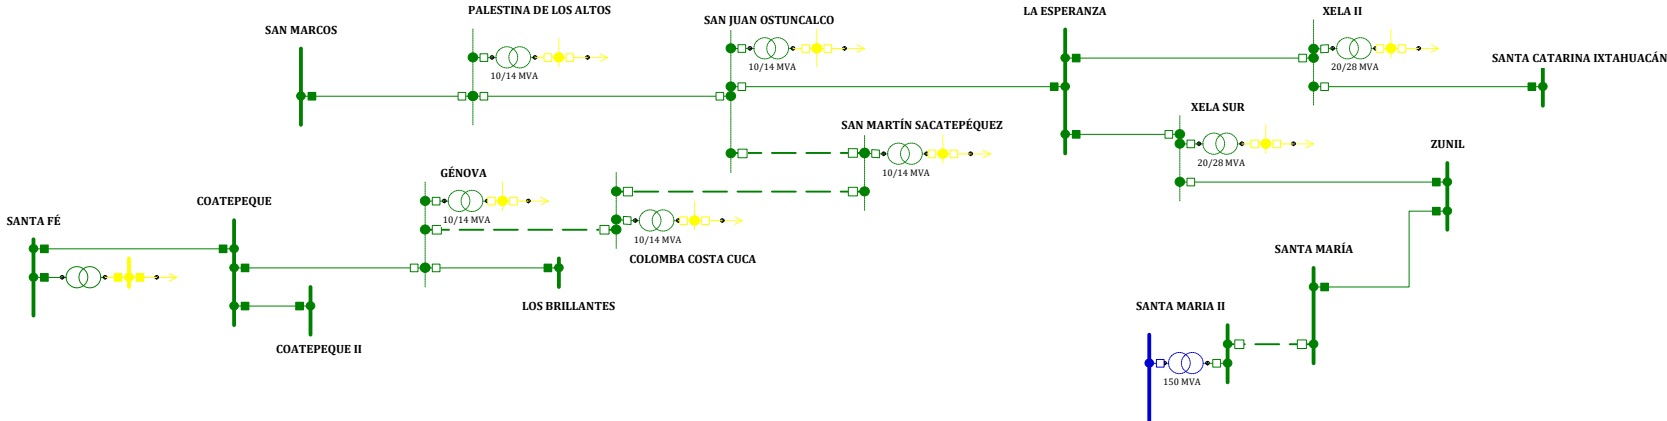 PALESTINA DE LOS ALTOS
LA ESPERANZA
XELA II
SAN JUAN OSTUNCALCO
SAN MARCOS
SANTA CATARINA IXTAHUACÁN
10/14 MVA
10/14 MVA
20/28 MVA
XELA SUR
SAN MARTÍN SACATEPÉQUEZ
ZUNIL
20/28 MVA
GÉNOVA
10/14 MVA
COATEPEQUE
SANTA FÉ
10/14 MVA
10/14 MVA
SANTA MARÍA
COLOMBA COSTA CUCA
LOS BRILLANTES
SANTA MARIA II
COATEPEQUE II
150 MVA